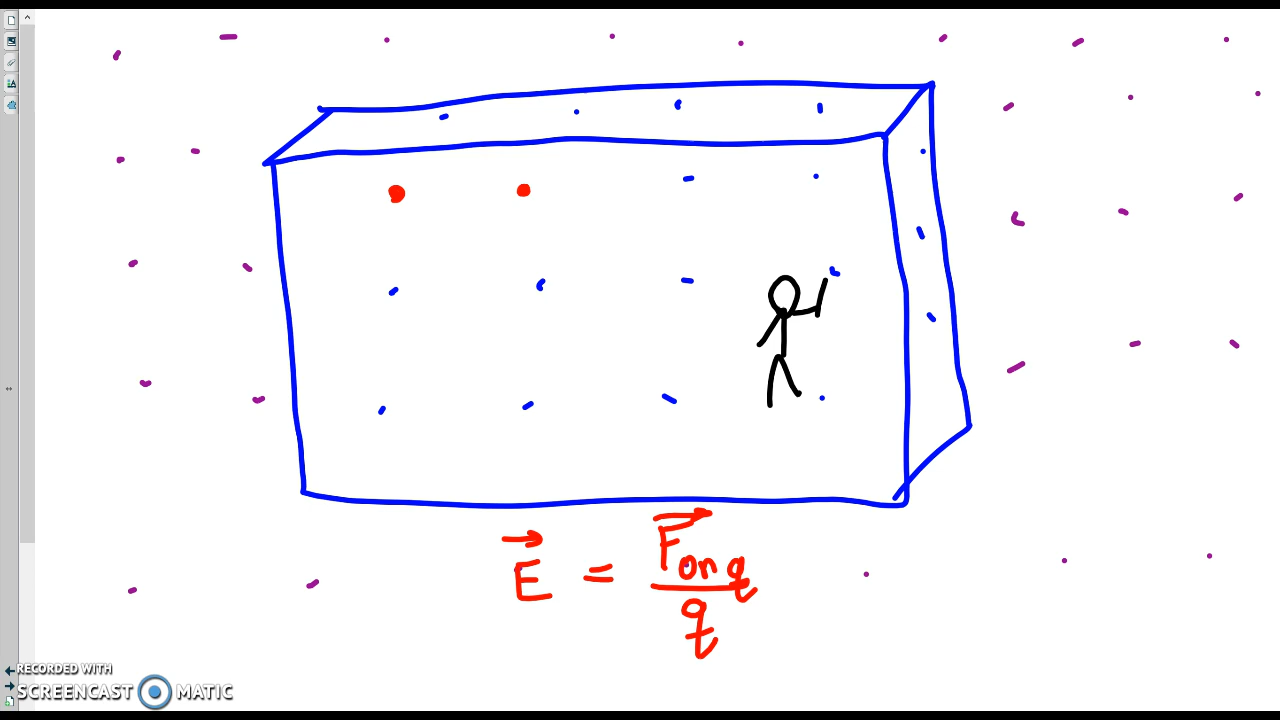 E = F on q
q
RECORDED WITH
SCREENCAST MATIC